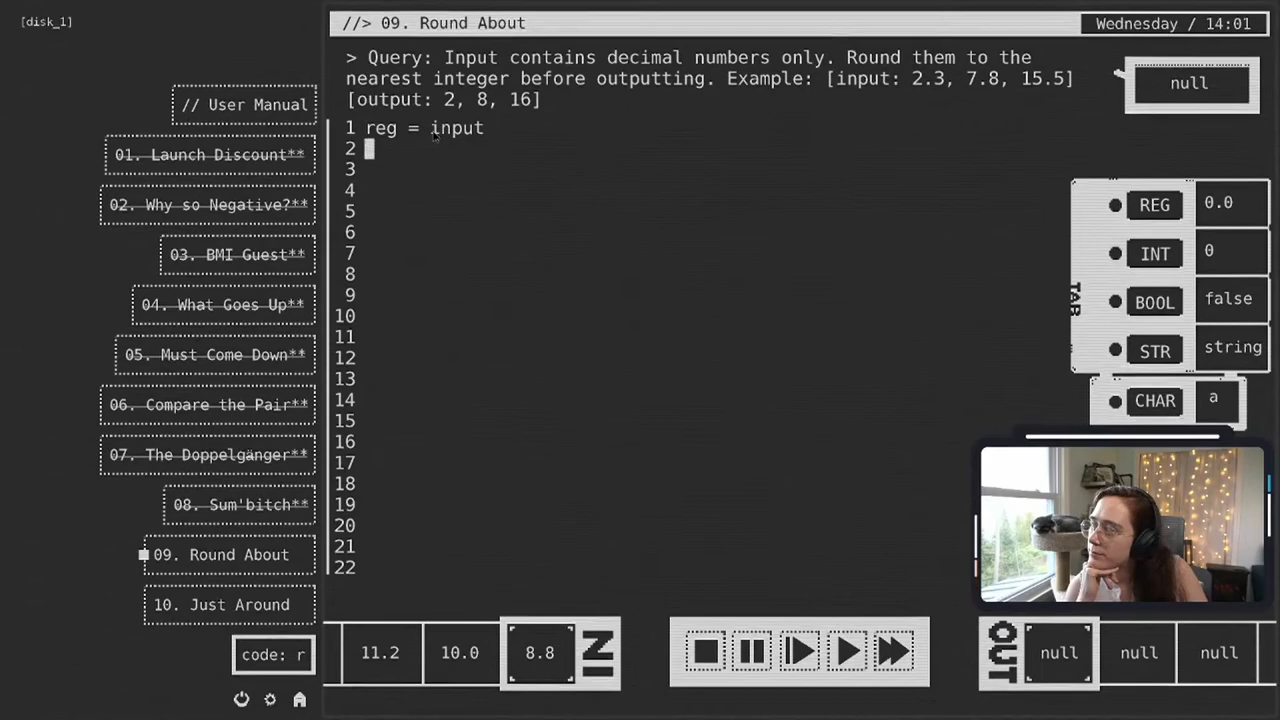 [disk_1]
//> 09. Round About
Wednesday / 14:01
> Query: Input contains decimal numbers only. Round them to the
nearest integer before outputting. Example: [input: 2.3, 7.8, 15.5]
[output: 2, 8, 16]
null
// User Manual
01. Launch Discount**
02. Why so Negative?**
03. BMI Guest**
04. What Goes Up**
05. Must Come Down**
06. Compare the Pair**
07. The Doppelgänger**
08. Sum'bitch**
09. Round About
10. Just Around
code: r
1 reg = input
2
3
4
5
6
7
8
9
10
11
12
13
14
15
16
17
18
19
20
21
22
TAB
REG 0.0
INT 0
BOOL false
STR string
CHAR a
11.2 10.0 8.8 IN
OUT null null null